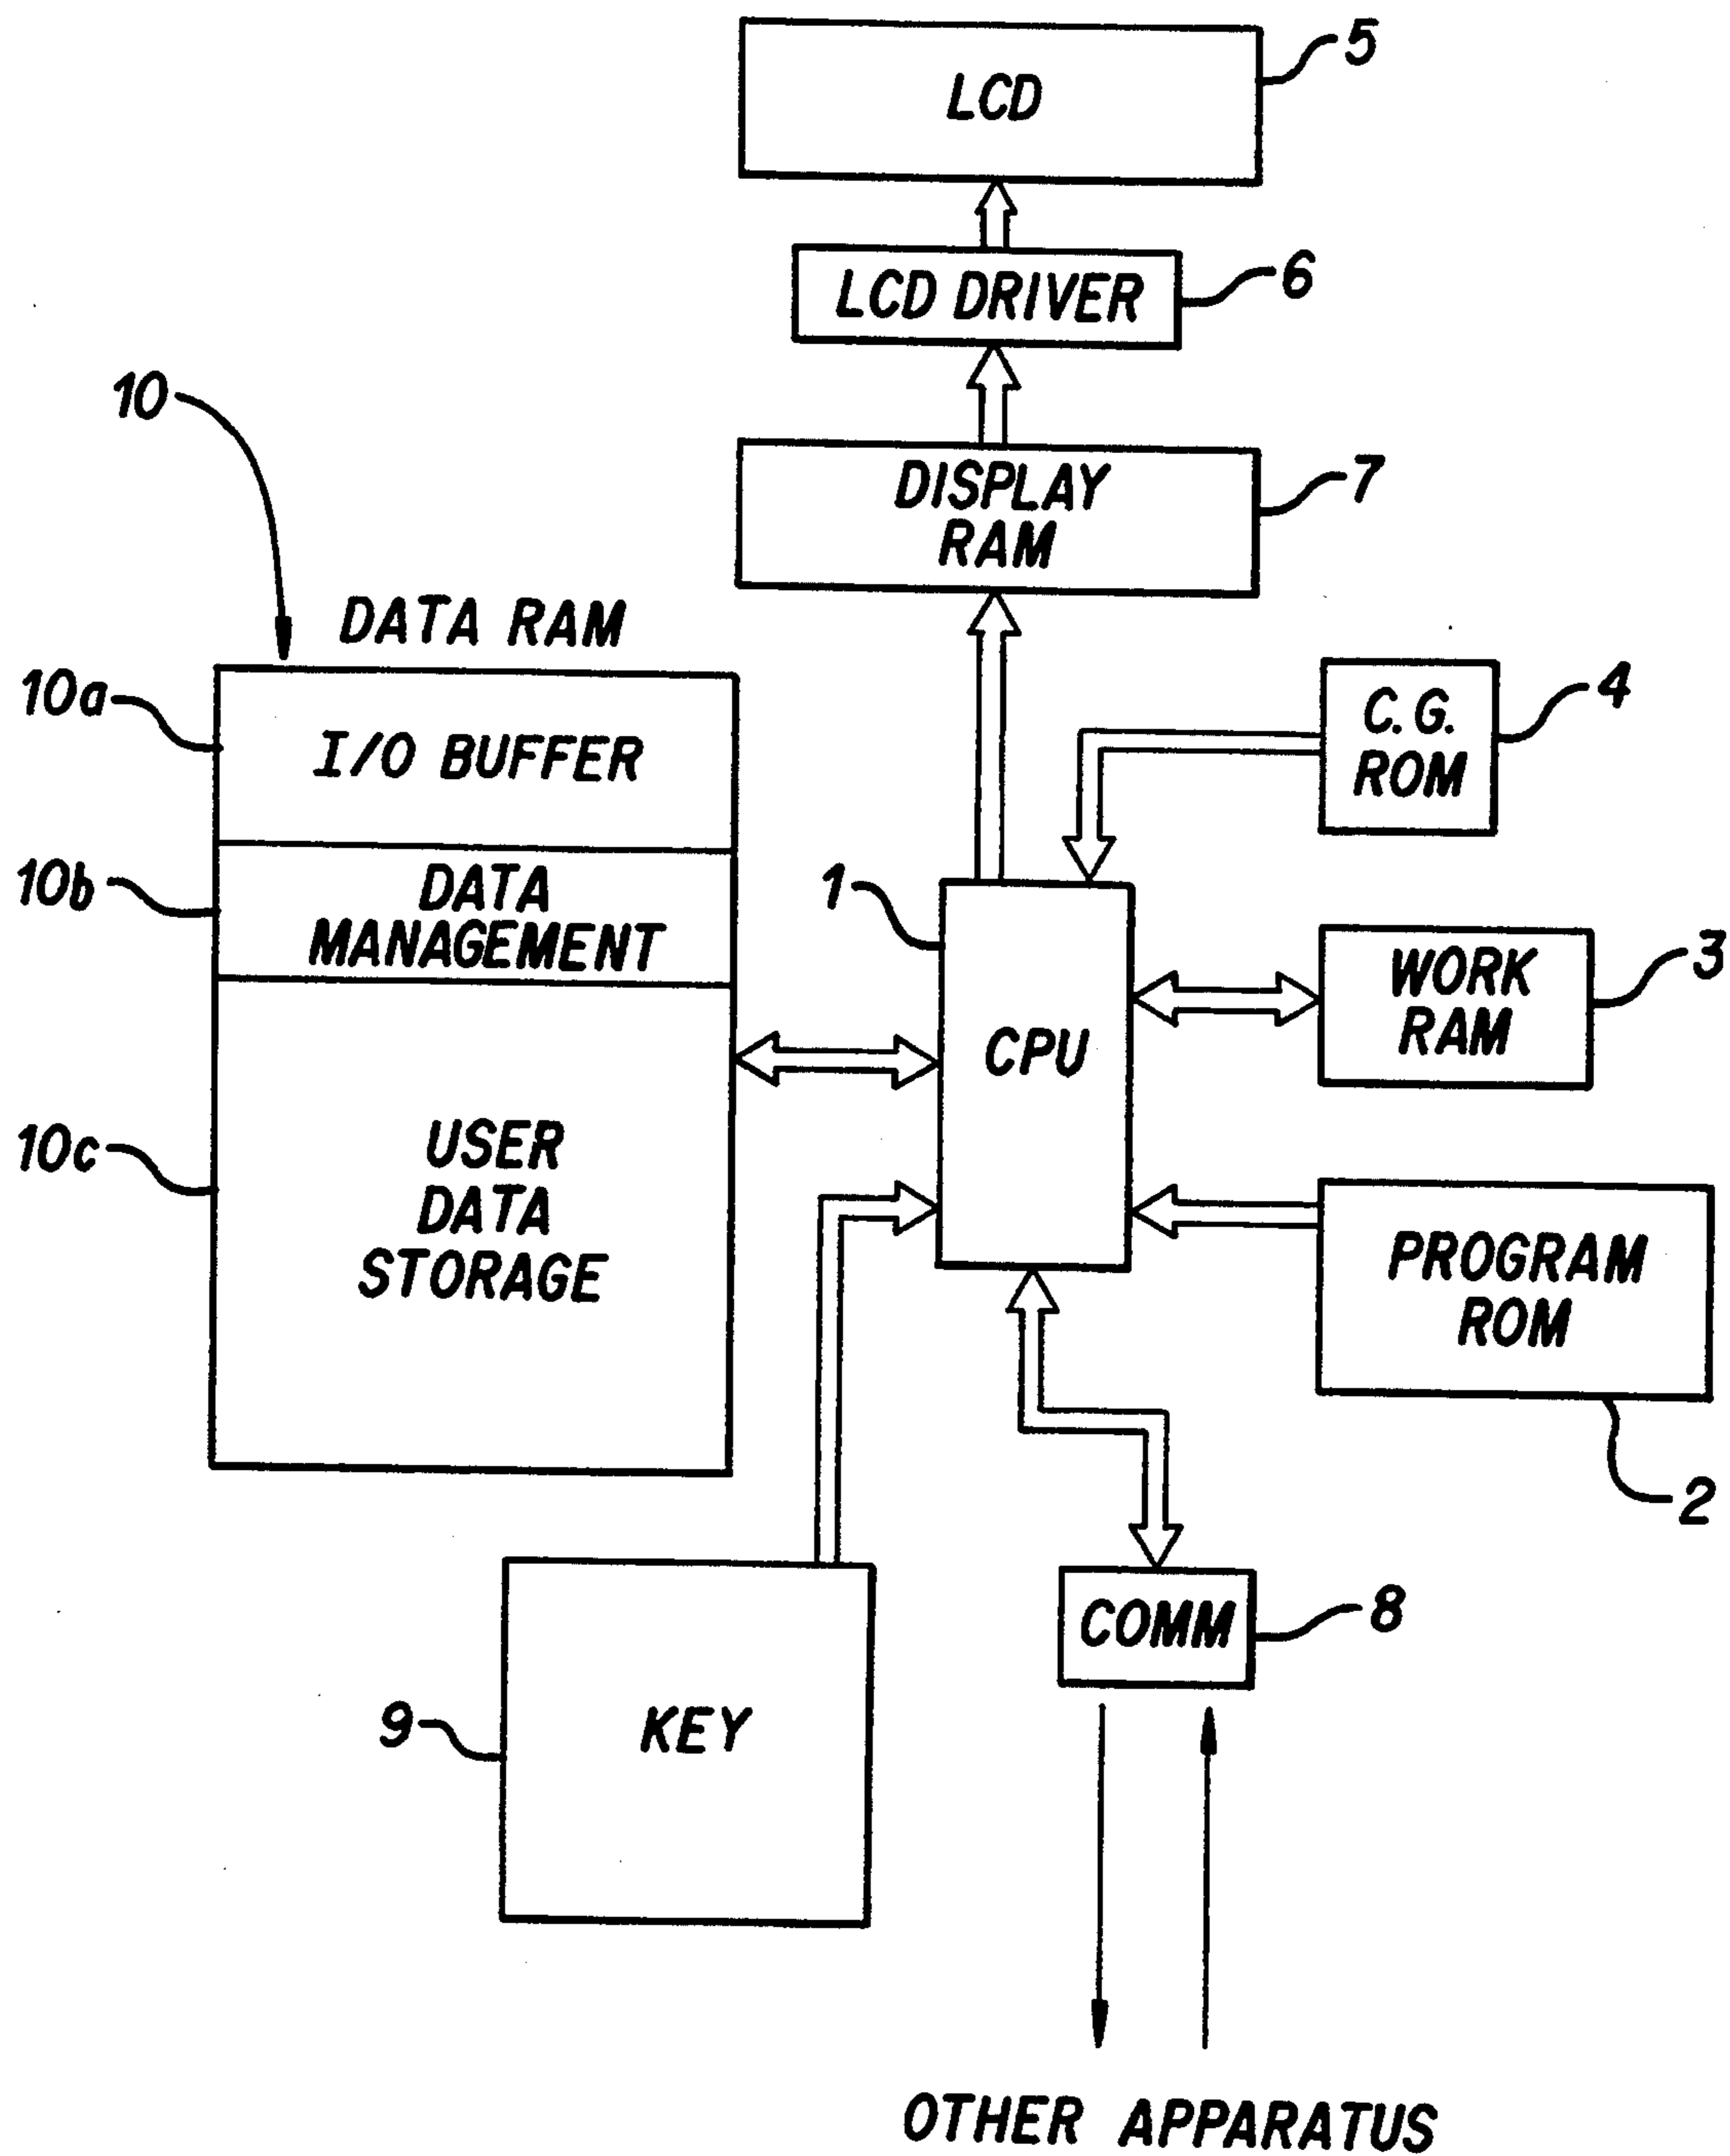 5
LCD
6
LCD DRIVER
10
7
DISPLAY
RAM
DATA RAM
10a
I/O BUFFER
4
C.G.
ROM
10b
DATA
MANAGEMENT
1
CPU
3
WORK
RAM
10c
USER
DATA
STORAGE
PROGRAM
ROM
2
8
COMM
9
KEY
OTHER APPARATUS